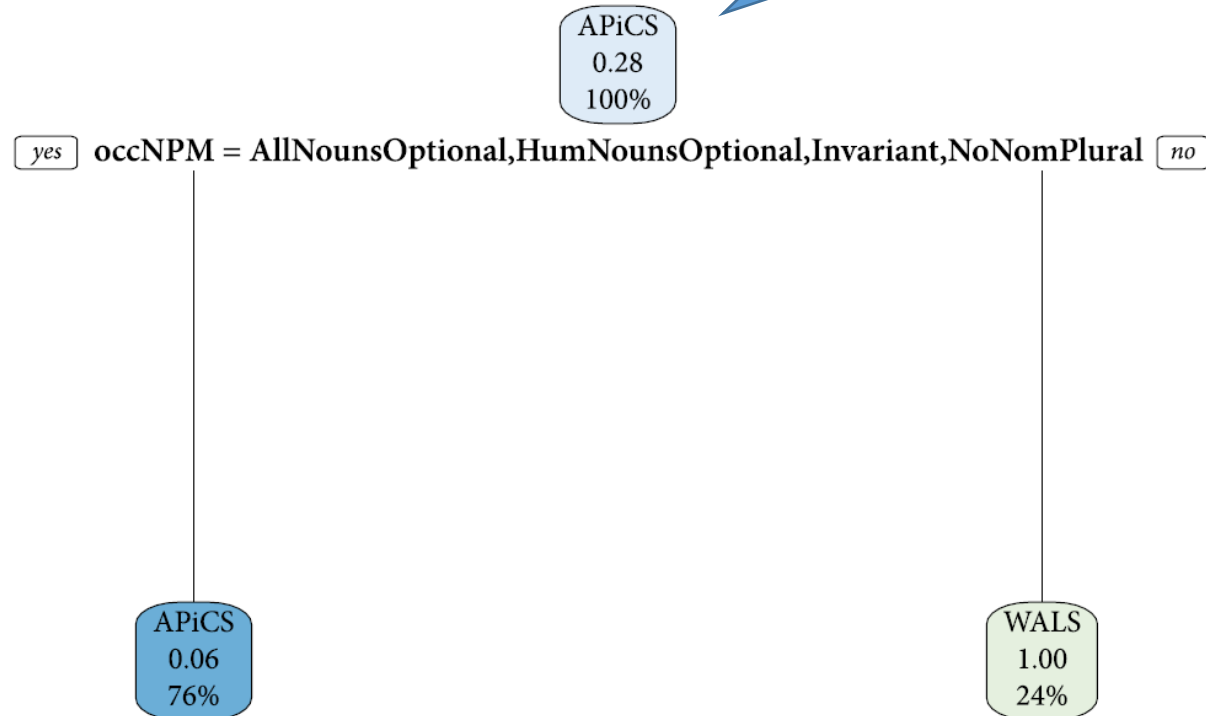 APiCS
0.28
100%
yes occNPM = AllNounsOptional,HumNounsOptional,Invariant,NoNomPlural no
APiCS
0.06
76%
WALS
1.00
24%